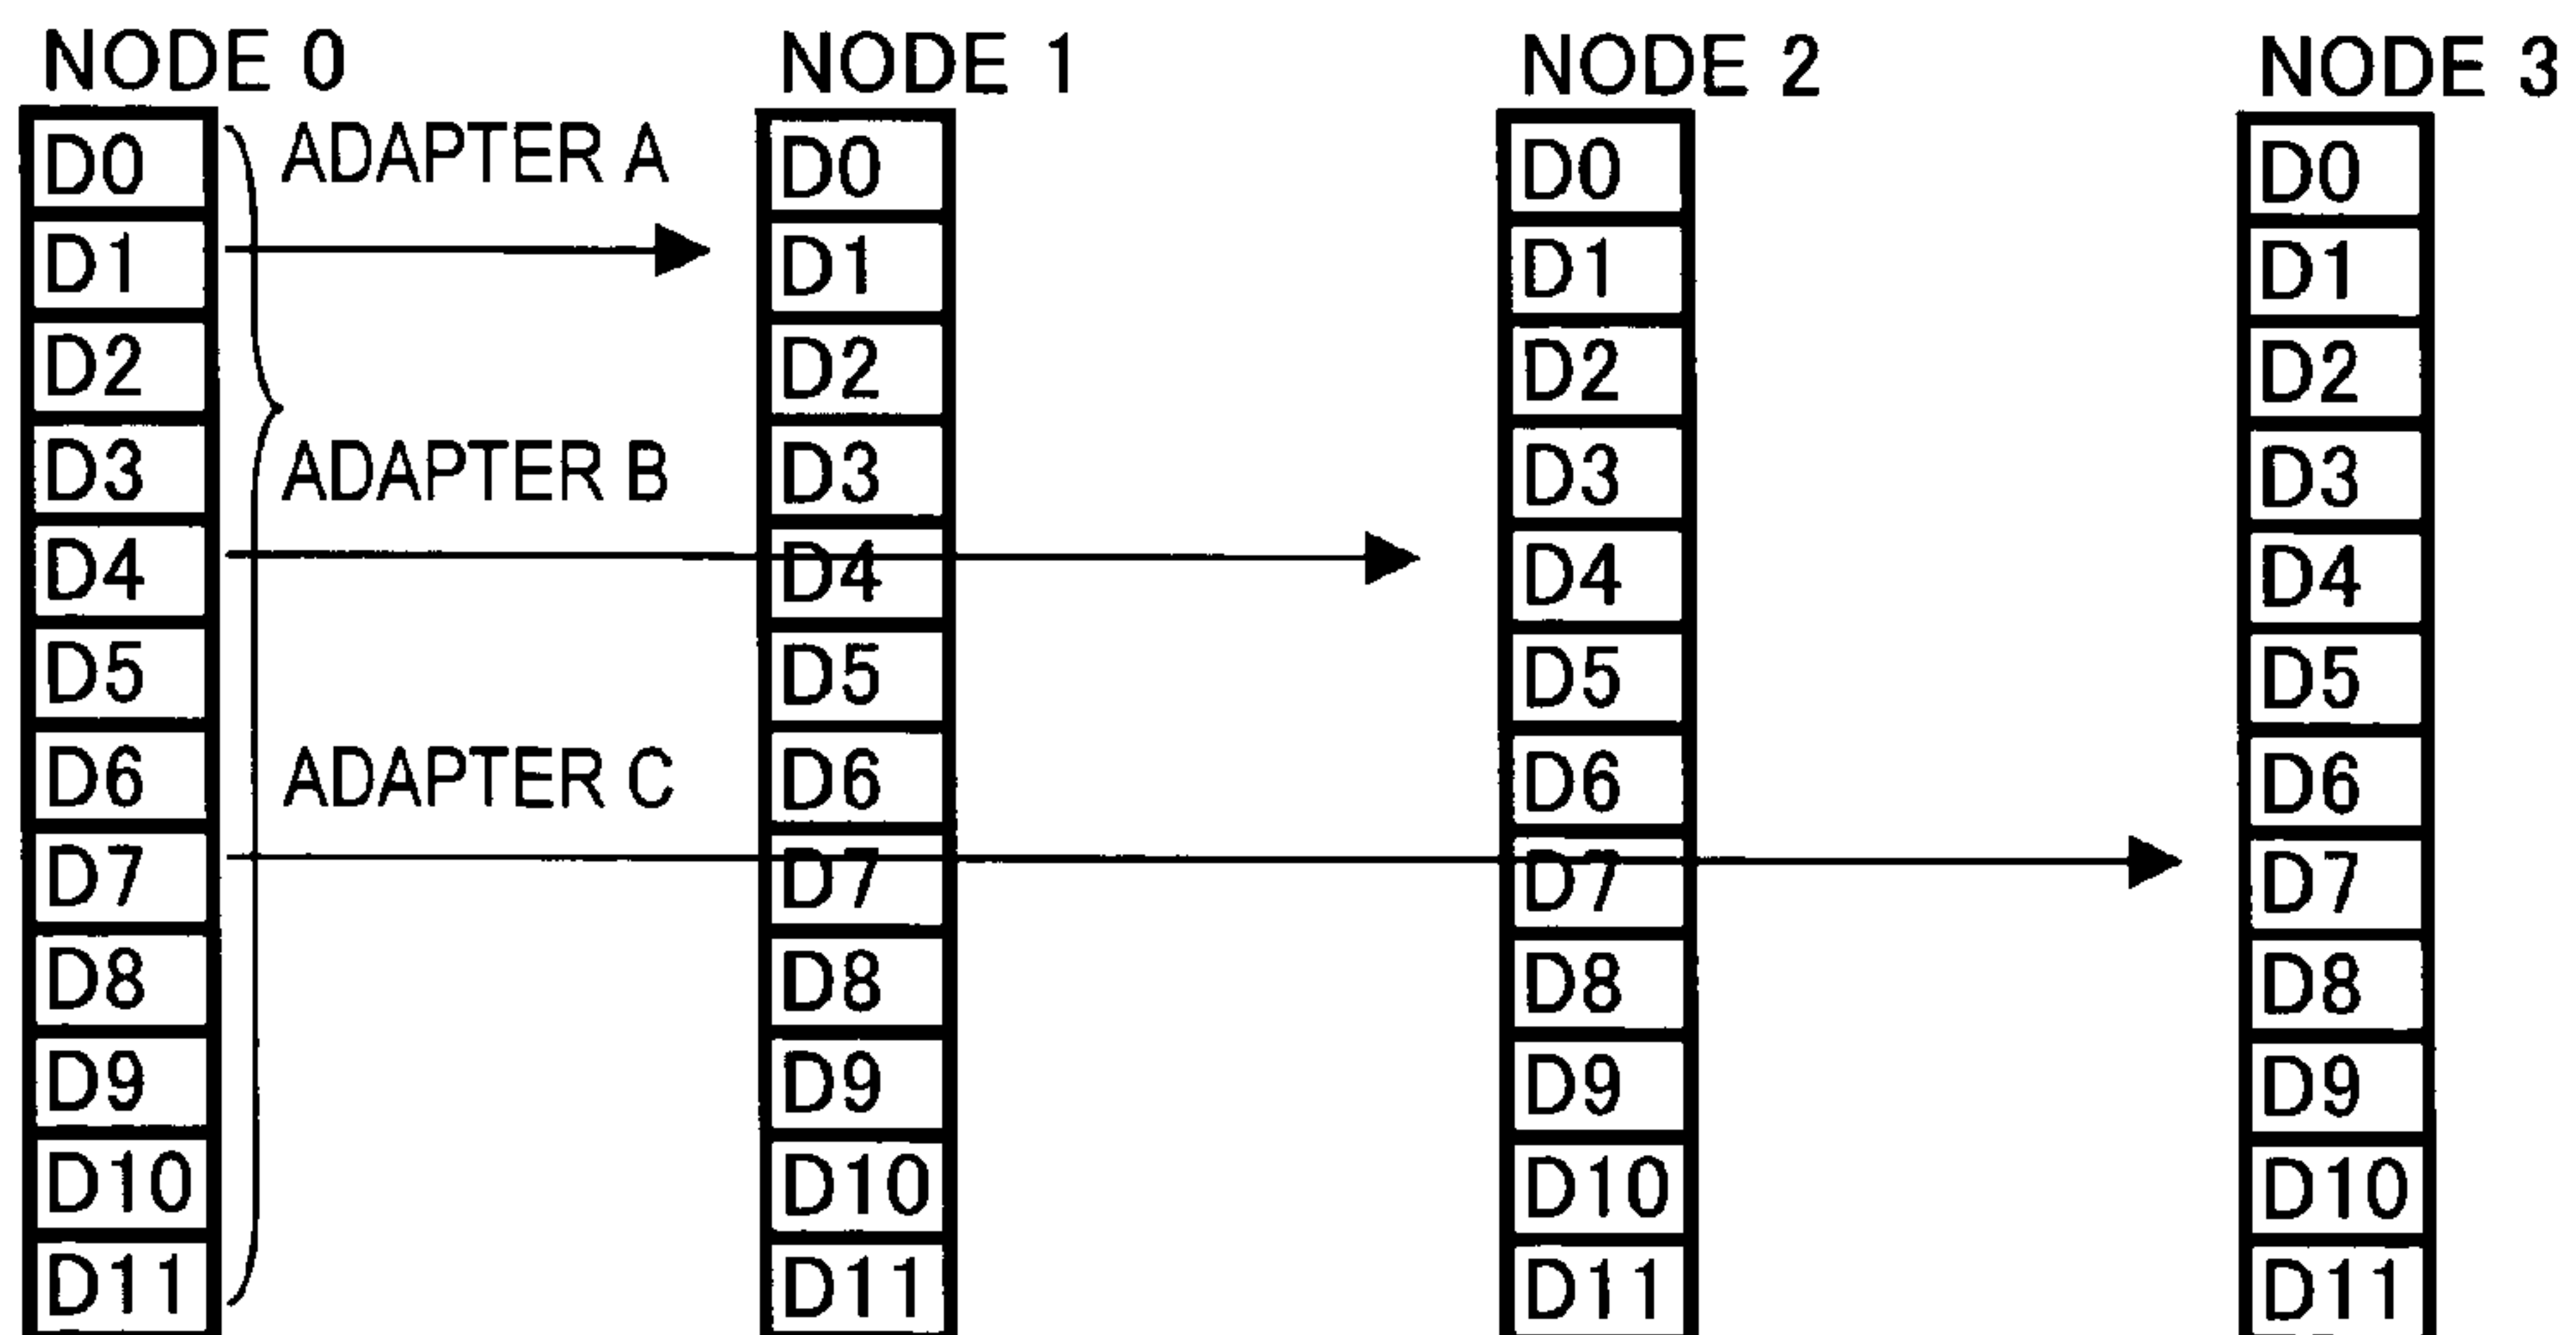 NODE 0 NODE 1 NODE 2 NODE 3
D0 ADAPTER A D0 D0 D0
D1 D1 D1 D1
D2 D2 D2 D2
D3 ADAPTER B D3 D3 D3
D4 D4 D4 D4
D5 D5 D5 D5
D6 ADAPTER C D6 D6 D6
D7 D7 D7 D7
D8 D8 D8 D8
D9 D9 D9 D9
D10 D10 D10 D10
D11 D11 D11 D11